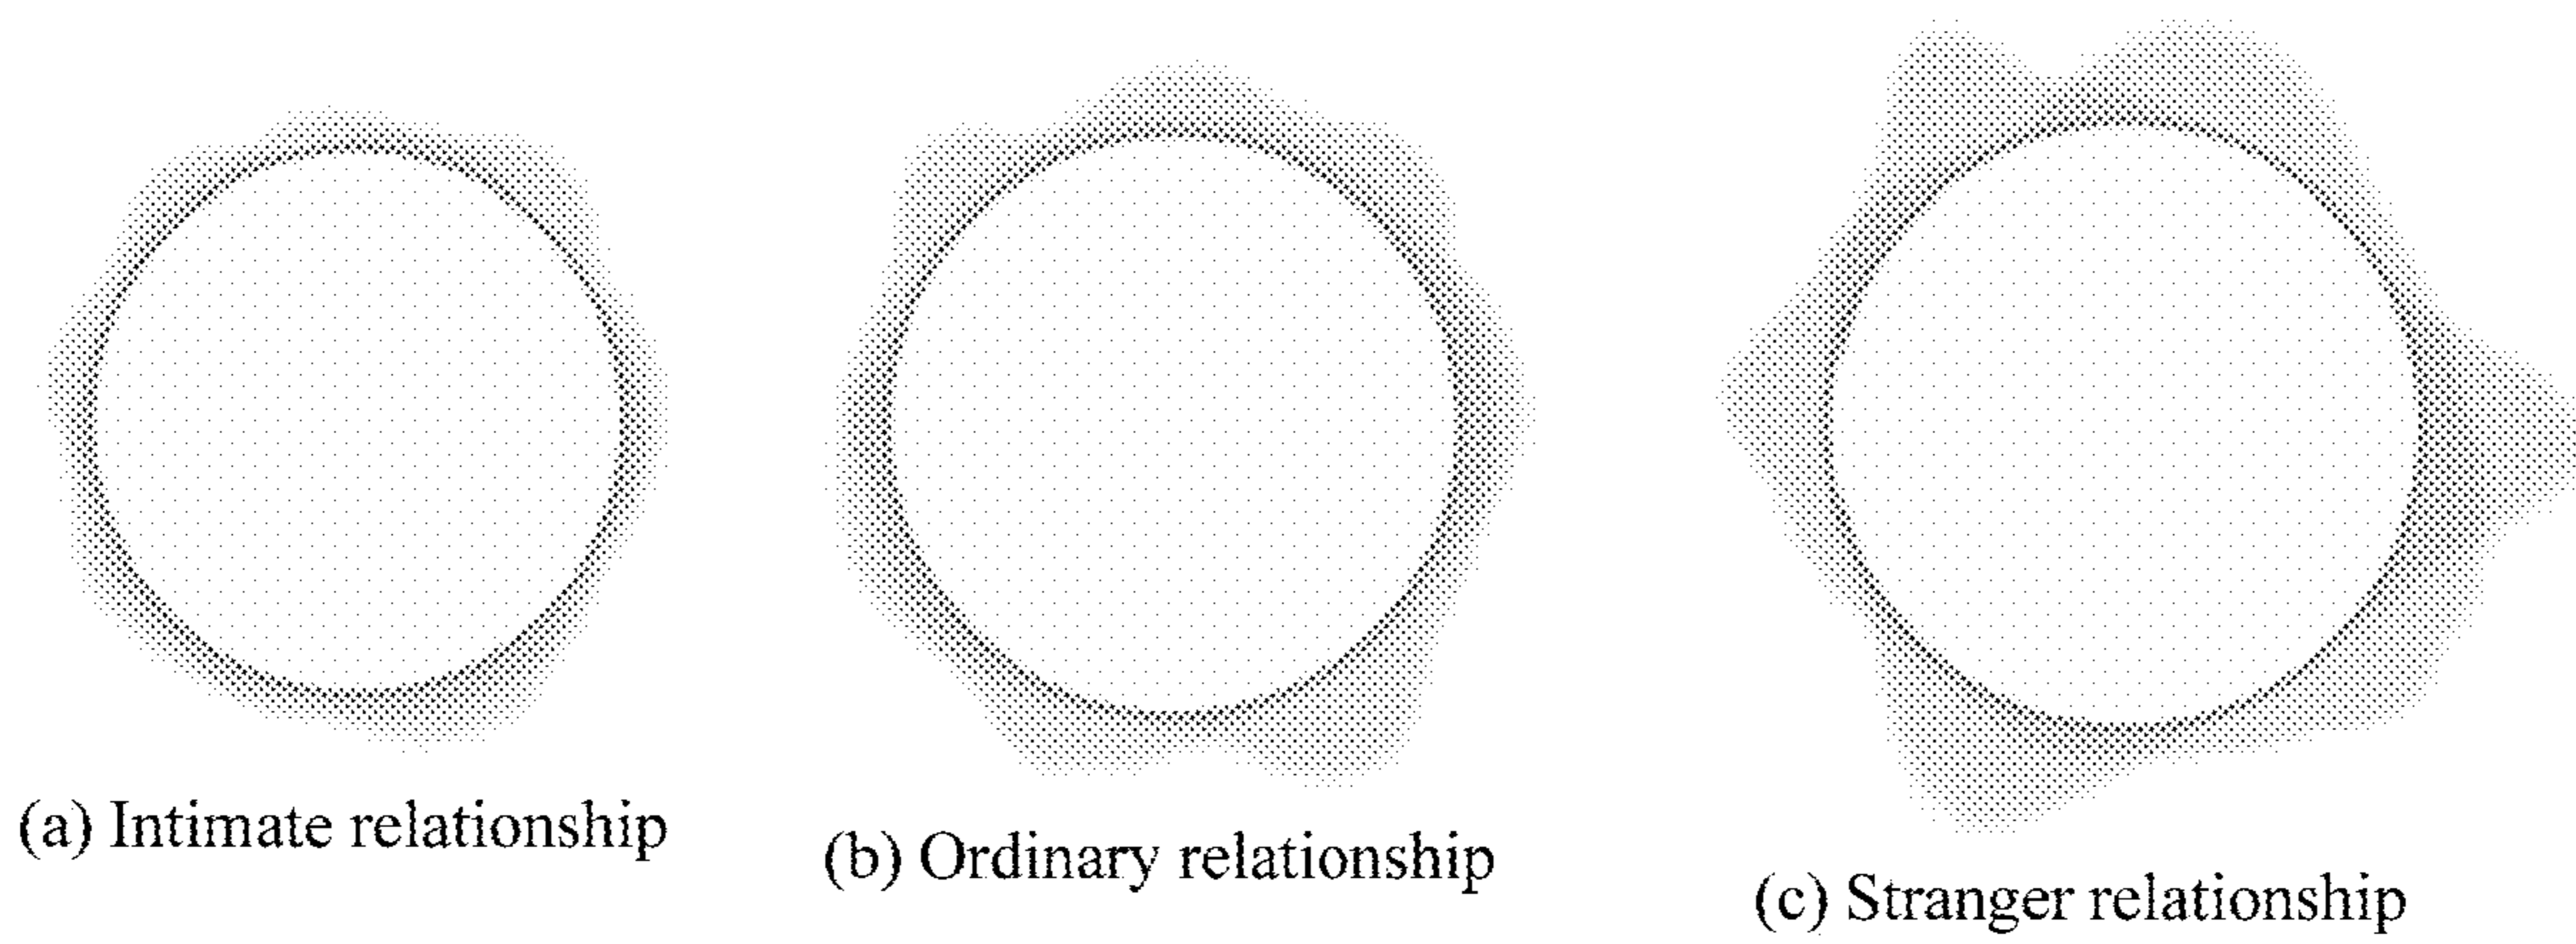 (a) Intimate relationship
(b) Ordinary relationship
(c) Stranger relationship